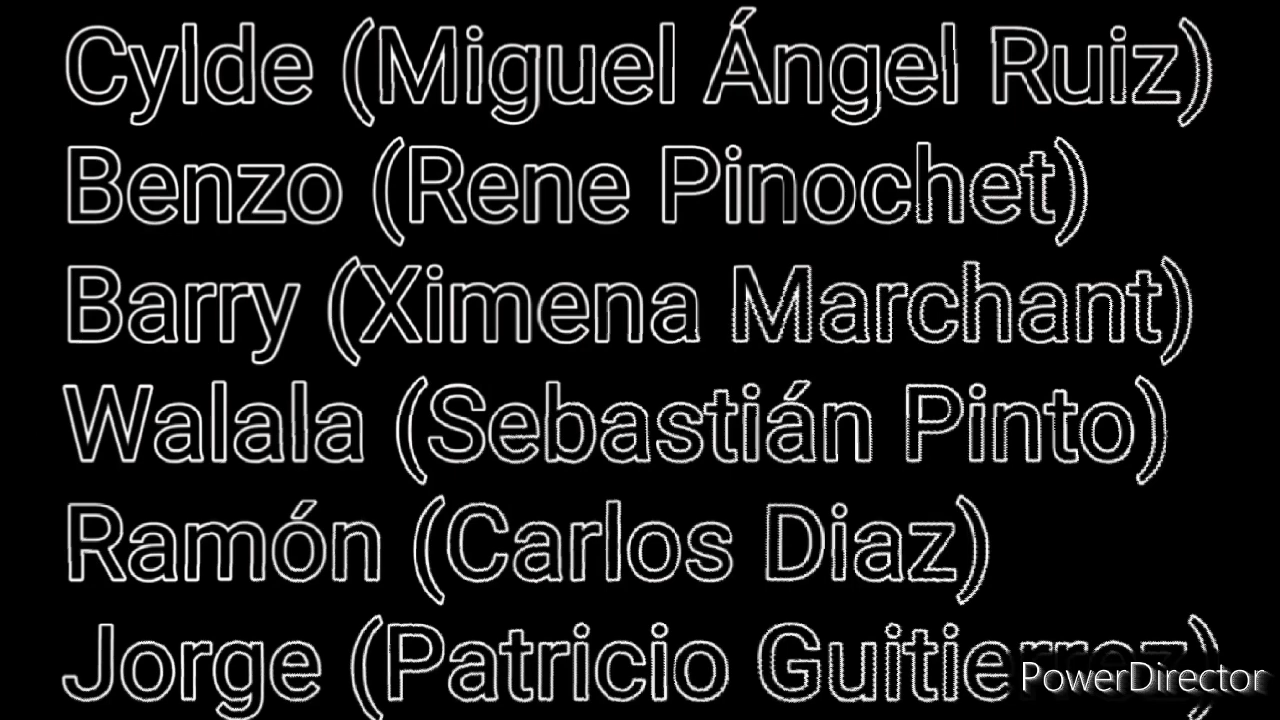 Cylde (Miguel Ángel Ruiz)
Benzo (Rene Pinochet)
Barry (Ximena Marchant)
Walala (Sebastián Pinto)
Ramón (Carlos Diaz)
Jorge (Patricio Guitierrez)
PowerDirector